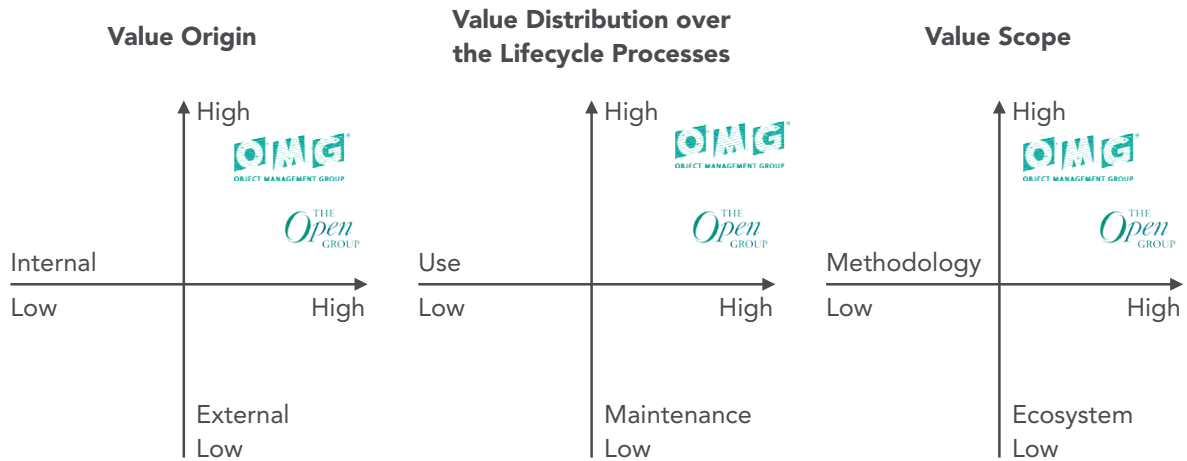 Value Origin
High
OMG®
OBJECT MANAGEMENT GROUP
THE
Open
GROUP
Internal
Low
High
External
Low
Value Distribution over
the Lifecycle Processes
High
OMG®
OBJECT MANAGEMENT GROUP
THE
Open
GROUP
Use
Low
High
Maintenance
Low
Value Scope
High
OMG®
OBJECT MANAGEMENT GROUP
THE
Open
GROUP
Methodology
Low
High
Ecosystem
Low